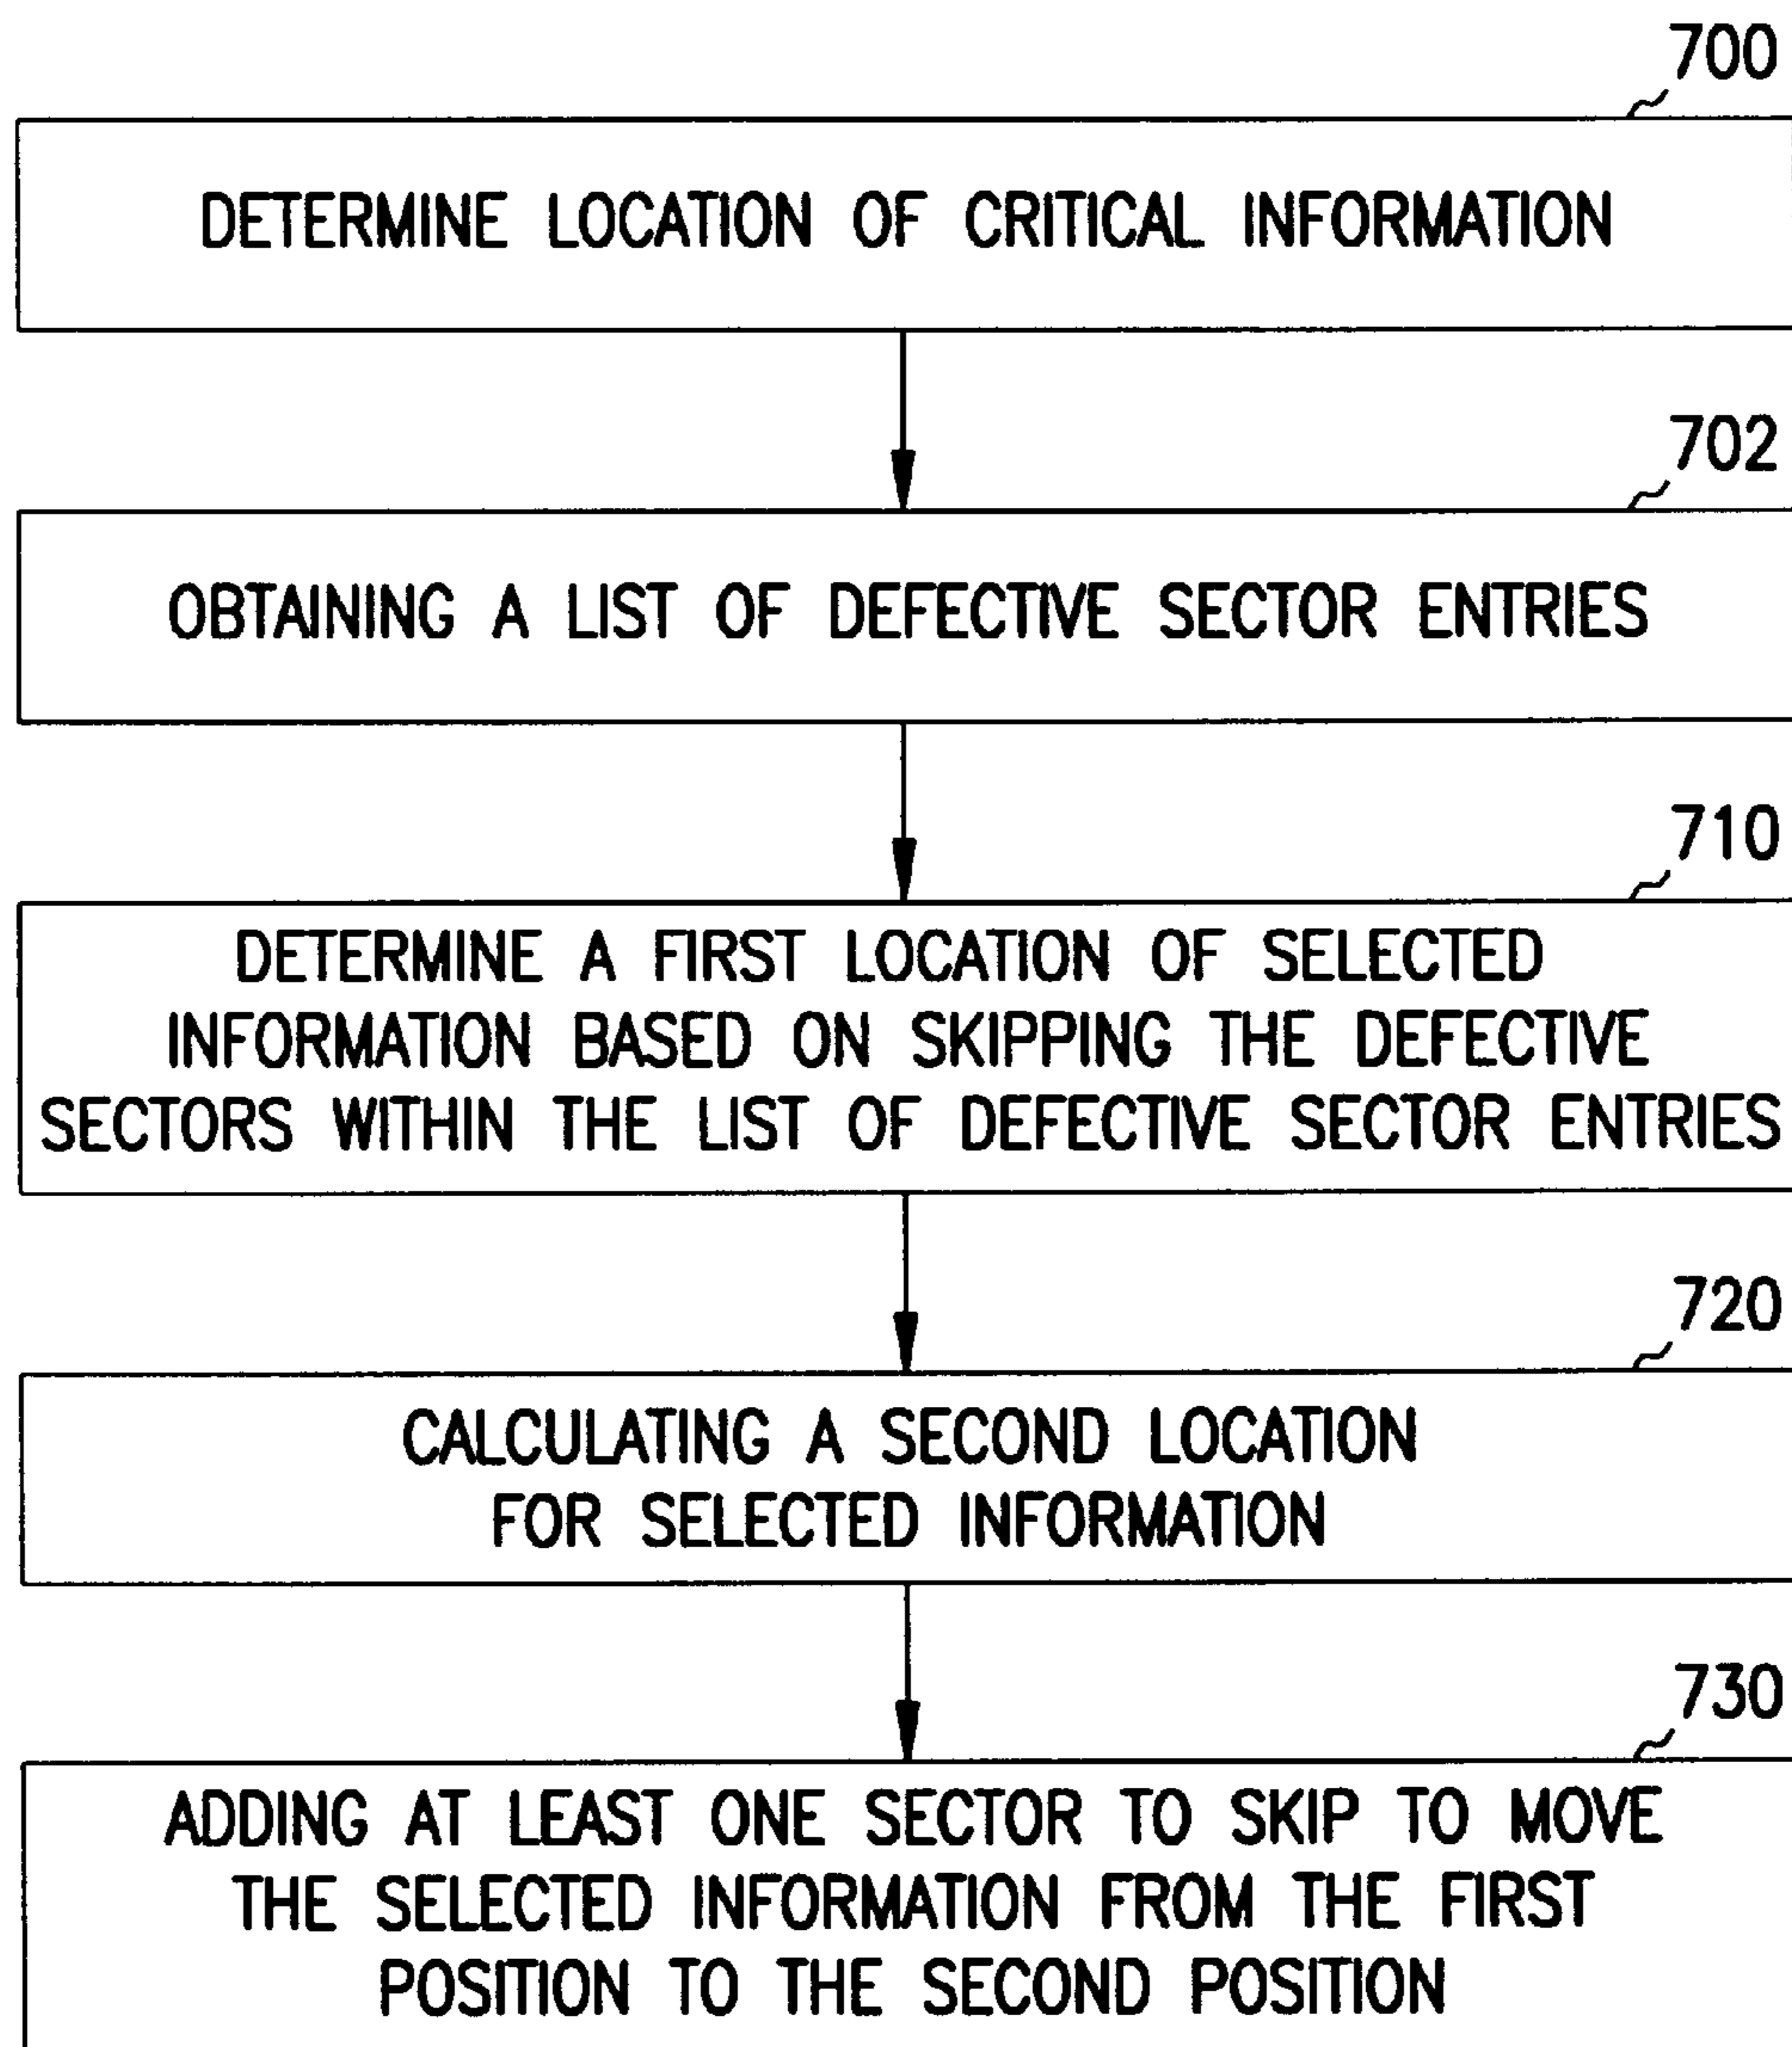 700
DETERMINE LOCATION OF CRITICAL INFORMATION
702
OBTAINING A LIST OF DEFECTIVE SECTOR ENTRIES
710
DETERMINE A FIRST LOCATION OF SELECTED
INFORMATION BASED ON SKIPPING THE DEFECTIVE
SECTORS WITHIN THE LIST OF DEFECTIVE SECTOR ENTRIES
720
CALCULATING A SECOND LOCATION
FOR SELECTED INFORMATION
730
ADDING AT LEAST ONE SECTOR TO SKIP TO MOVE
THE SELECTED INFORMATION FROM THE FIRST
POSITION TO THE SECOND POSITION